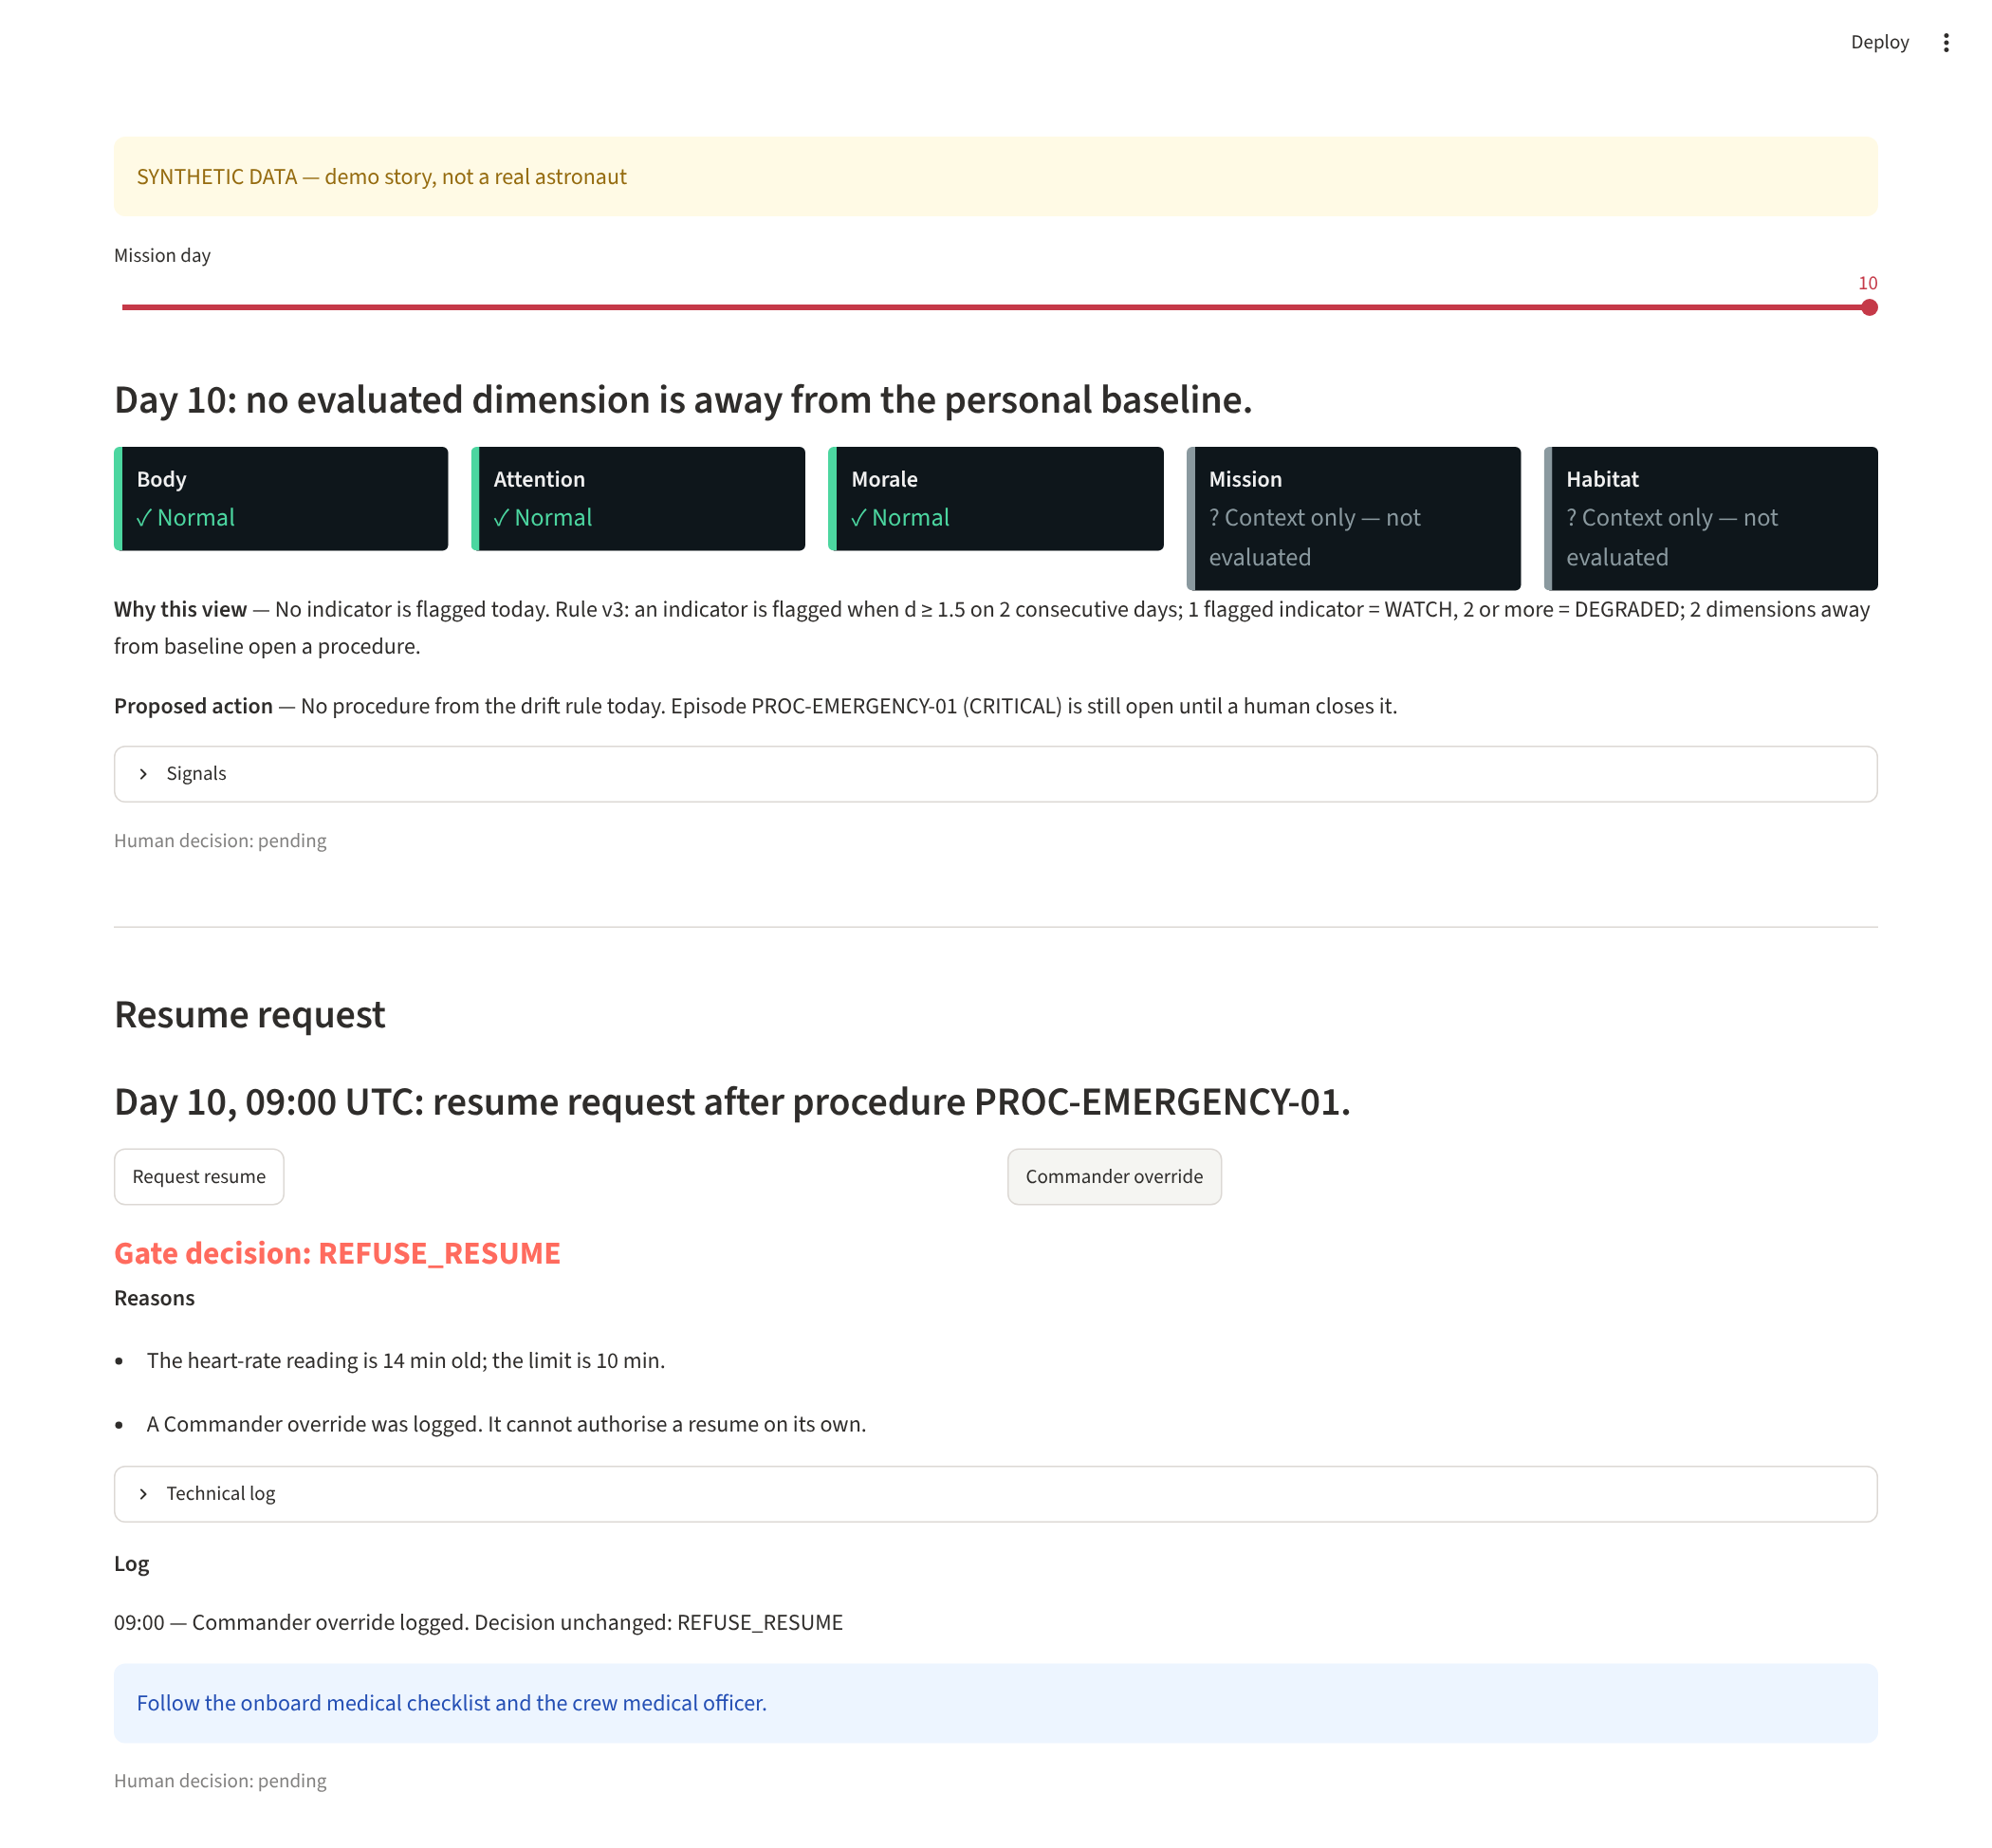 Deploy
SYNTHETIC DATA — demo story, not a real astronaut
Mission day
10
Day 10: no evaluated dimension is away from the personal baseline.
Body
✓ Normal
Attention
✓ Normal
Morale
✓ Normal
Mission
? Context only — not
evaluated
Habitat
? Context only — not
evaluated
Why this view — No indicator is flagged today. Rule v3: an indicator is flagged when d ≥ 1.5 on 2 consecutive days; 1 flagged indicator = WATCH, 2 or more = DEGRADED; 2 dimensions away
from baseline open a procedure.
Proposed action — No procedure from the drift rule today. Episode PROC-EMERGENCY-01 (CRITICAL) is still open until a human closes it.
Signals
Human decision: pending
Resume request
Day 10, 09:00 UTC: resume request after procedure PROC-EMERGENCY-01.
Request resume
Commander override
Gate decision: REFUSE_RESUME
Reasons
• The heart-rate reading is 14 min old; the limit is 10 min.
• A Commander override was logged. It cannot authorise a resume on its own.
Technical log
Log
09:00 — Commander override logged. Decision unchanged: REFUSE_RESUME
Follow the onboard medical checklist and the crew medical officer.
Human decision: pending